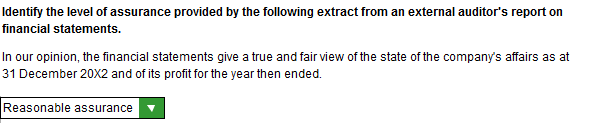 Identify the level of assurance provided by the following extract from an external auditor's report on
financial statements.
In our opinion, the financial statements give a true and fair view of the state of the company's affairs as at
31 December 20X2 and of its profit for the year then ended.
Reasonable assurance